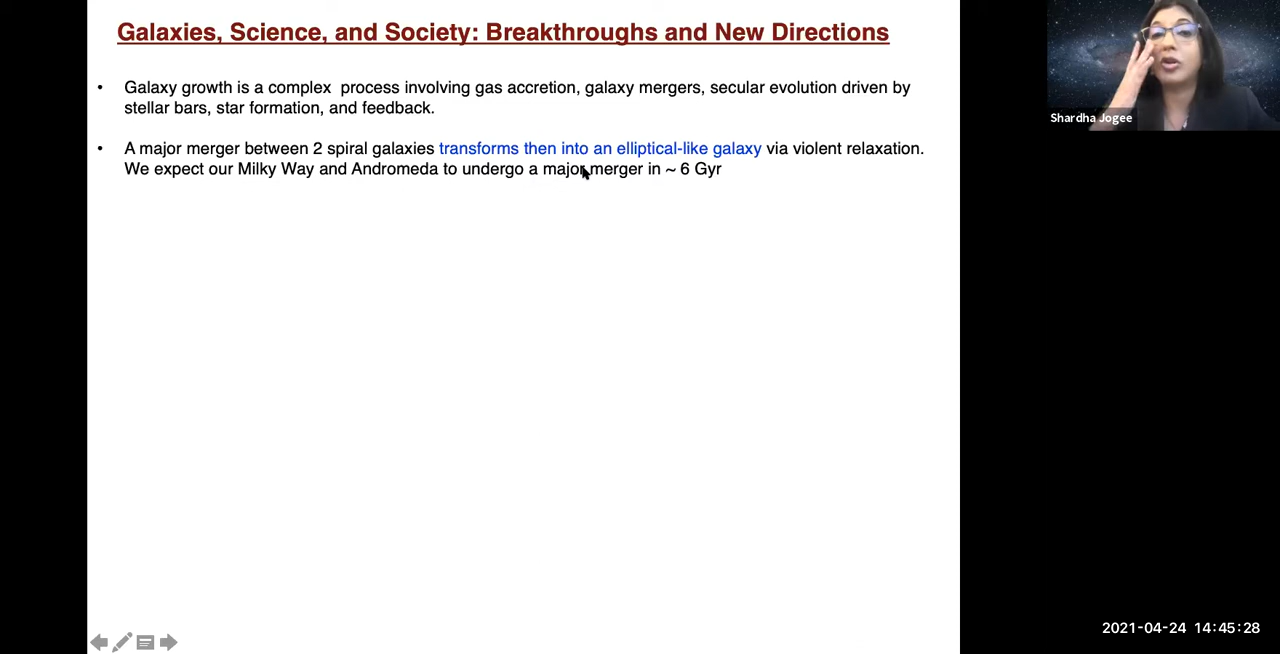 Galaxies, Science, and Society: Breakthroughs and New Directions
• Galaxy growth is a complex process involving gas accretion, galaxy mergers, secular evolution driven by
stellar bars, star formation, and feedback.
• A major merger between 2 spiral galaxies transforms then into an elliptical-like galaxy via violent relaxation.
We expect our Milky Way and Andromeda to undergo a major merger in ~ 6 Gyr
Shardha Jogee
2021-04-24 14:45:28